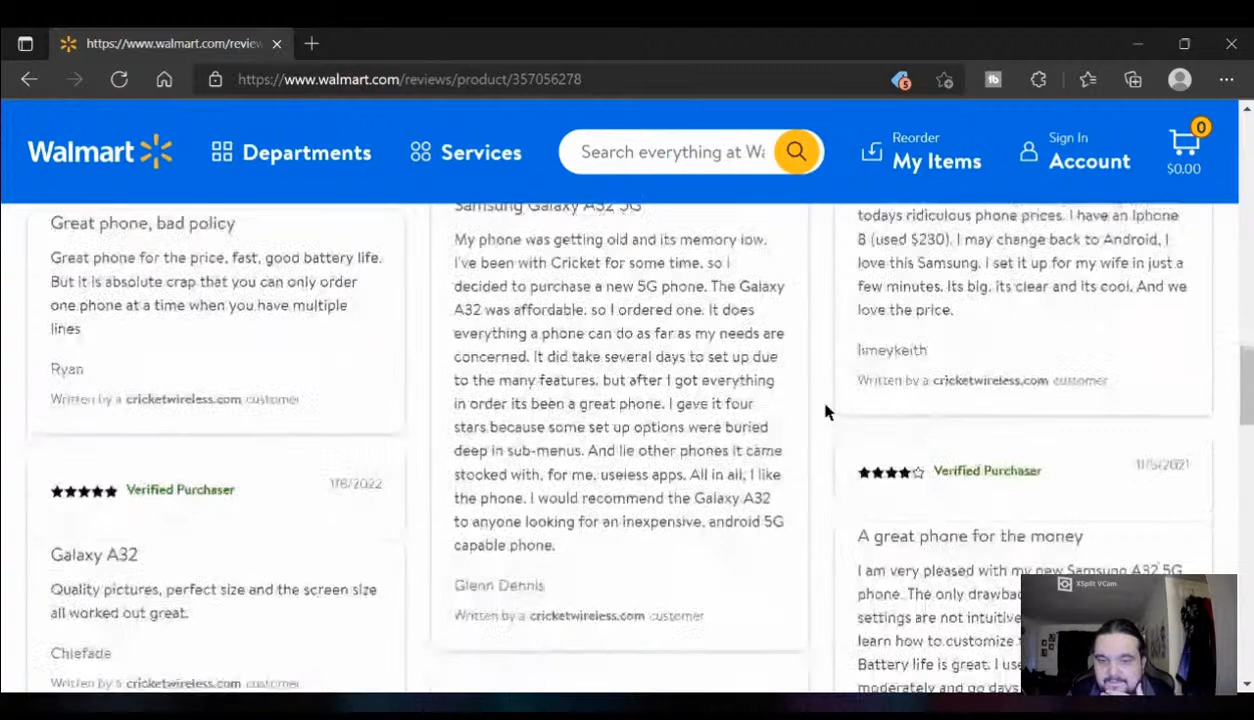 https://www.walmart.com/review
https://www.walmart.com/reviews/product/357056278
5
Walmart
Departments
Services
Search everything at Wa
Reorder
My Items
Sign In
Account
0
$0.00
Great phone, bad policy
Great phone for the price, fast, good battery life.
But it is absolute crap that you can only order
one phone at a time when you have multiple
lines
Ryan
Written by a cricketwireless.com customer
Verified Purchaser
1/6/2022
Galaxy A32
Quality pictures, perfect size and the screen size
all worked out great.
Chiefade
Written by a cricketwireless.com customer
Samsung Galaxy A32 5G
My phone was getting old and its memory low.
I've been with Cricket for some time, so I
decided to purchase a new 5G phone. The Galaxy
A32 was affordable, so I ordered one. It does
everything a phone can do as far as my needs are
concerned. It did take several days to set up due
to the many features, but after I got everything
in order its been a great phone. I gave it four
stars because some set up options were buried
deep in sub-menus. And lie other phones it came
stocked with, for me, useless apps. All in all, I like
the phone. I would recommend the Galaxy A32
to anyone looking for an inexpensive, android 5G
capable phone.
Glenn Dennis
Written by a cricketwireless.com customer
todays ridiculous phone prices. I have an Iphone
8 (used $230). I may change back to Android, I
love this Samsung. I set it up for my wife in just a
few minutes. Its big, its clear and its cool. And we
love the price.
Ismeykeith
Written by a cricketwireless.com customer
Verified Purchaser
11/5/2021
A great phone for the money
I am very pleased with my new Samsung A32 5G
phone. The only drawba
settings are not intuitive
learn how to customize
Battery life is great. I use
moderately and go days
XSplit VCam